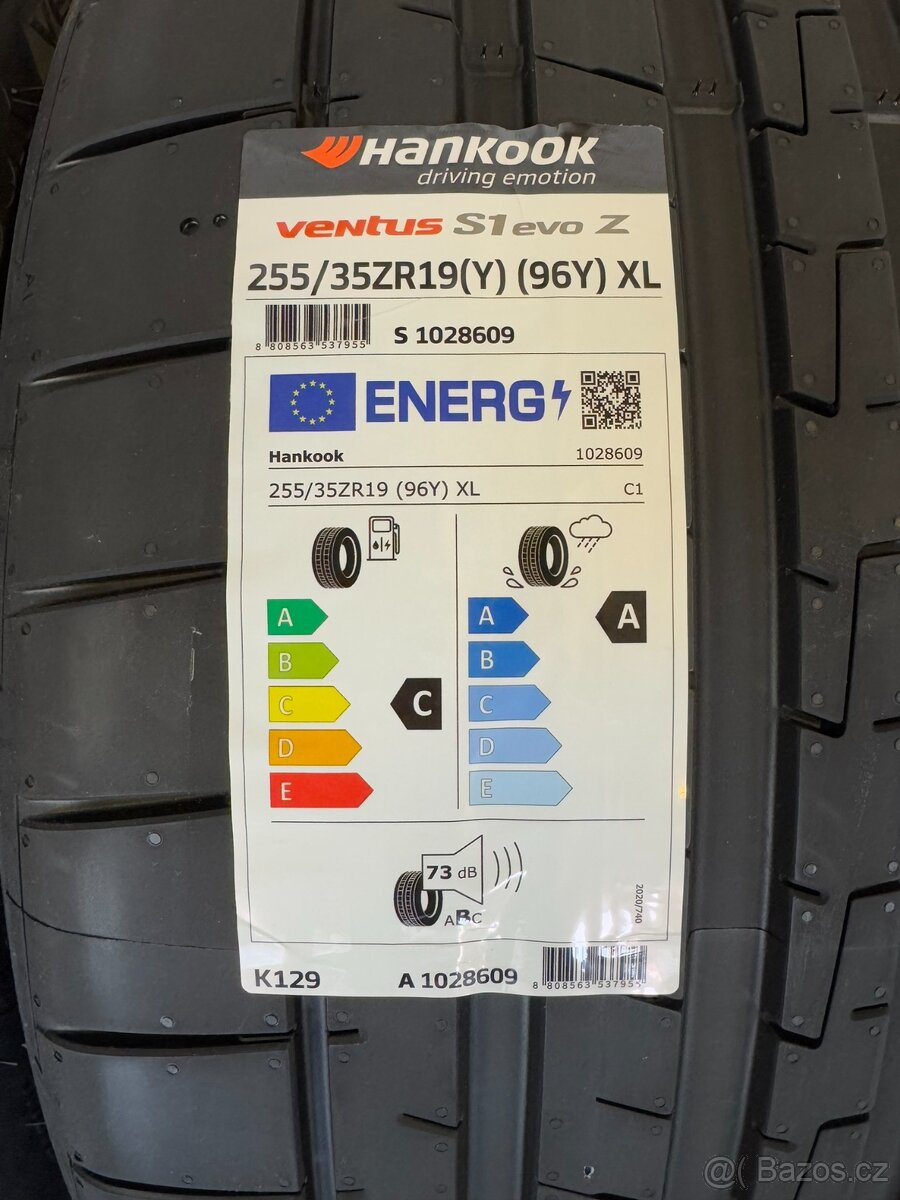 Hankook
driving emotion
ventus S1 evo Z
255/35ZR19(Y) (96Y) XL
8 808563 537955
S 1028609
ENERG
Hankook 1028609
255/35ZR19 (96Y) XL C1
A A A
B B
C C C
D D
E E
73 dB
ABC
2020/740
K129 A 1028609
8 808563 537955
@( Bazos.cz